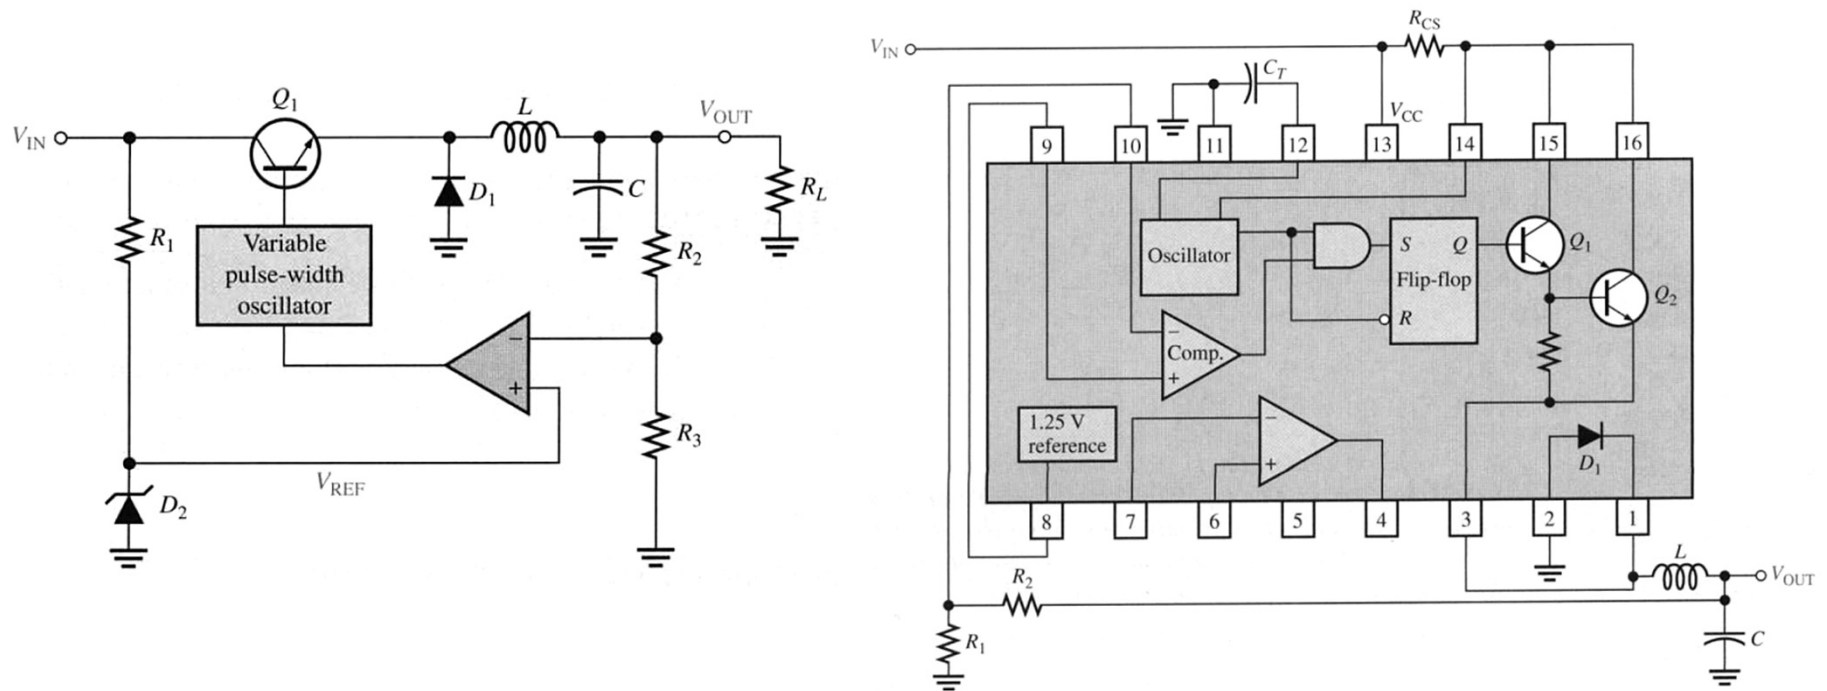 Q1
L
VOUT
VIN
D1
C
RL
R1
Variable
pulse-width
oscillator
R2
−
+
R3
VREF
D2
RCS
VIN
CT
VCC
9
10
11
12
13
14
15
16
Oscillator
S
Q
Flip-flop
R
Q1
Q2
−
Comp.
+
1.25 V
reference
−
+
D1
8
7
6
5
4
3
2
1
L
VOUT
R2
R1
C